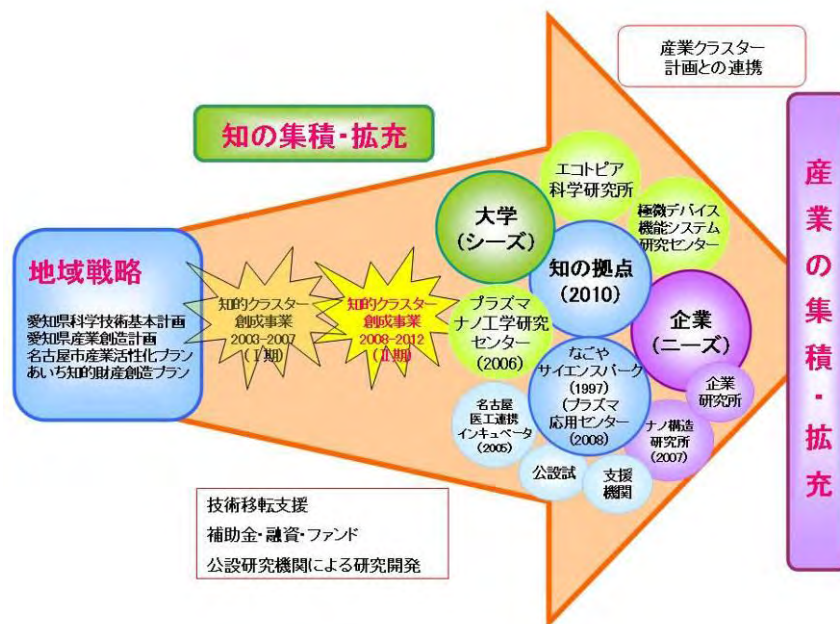 産業クラスター
計画との連携
知の集積・拡充
産業の集積・拡充
エコトピア
科学研究所
大学
(シーズ)
極微デバイス
機能システム
研究センター
知の拠点
(2010)
地域戦略
愛知県科学技術基本計画
愛知県産業創造計画
名古屋市産業活性化プラン
あいち知的財産創造プラン
知的クラスター
創成事業
2003-2007
(Ⅰ期)
知的クラスター
創成事業
2008-2012
(Ⅱ期)
プラズマ
ナノ工学研究
センター
(2006)
企業
(ニーズ)
なごや
サイエンスパーク
(1997)
(プラズマ
応用センター
(2008)
企業
研究所
名古屋
医工連携
インキュベータ
(2005)
ナノ構造
研究所
(2007)
公設試
支援
機関
技術移転支援
補助金・融資・ファンド
公設研究機関による研究開発